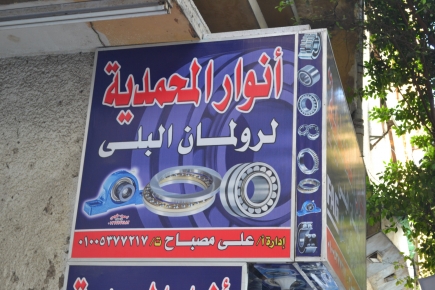 أنوار المحمدية
لرولمان البلى
إدارة أ/ على مصباح ت/ ٠١٠٠٥٣٧٧٢١٧